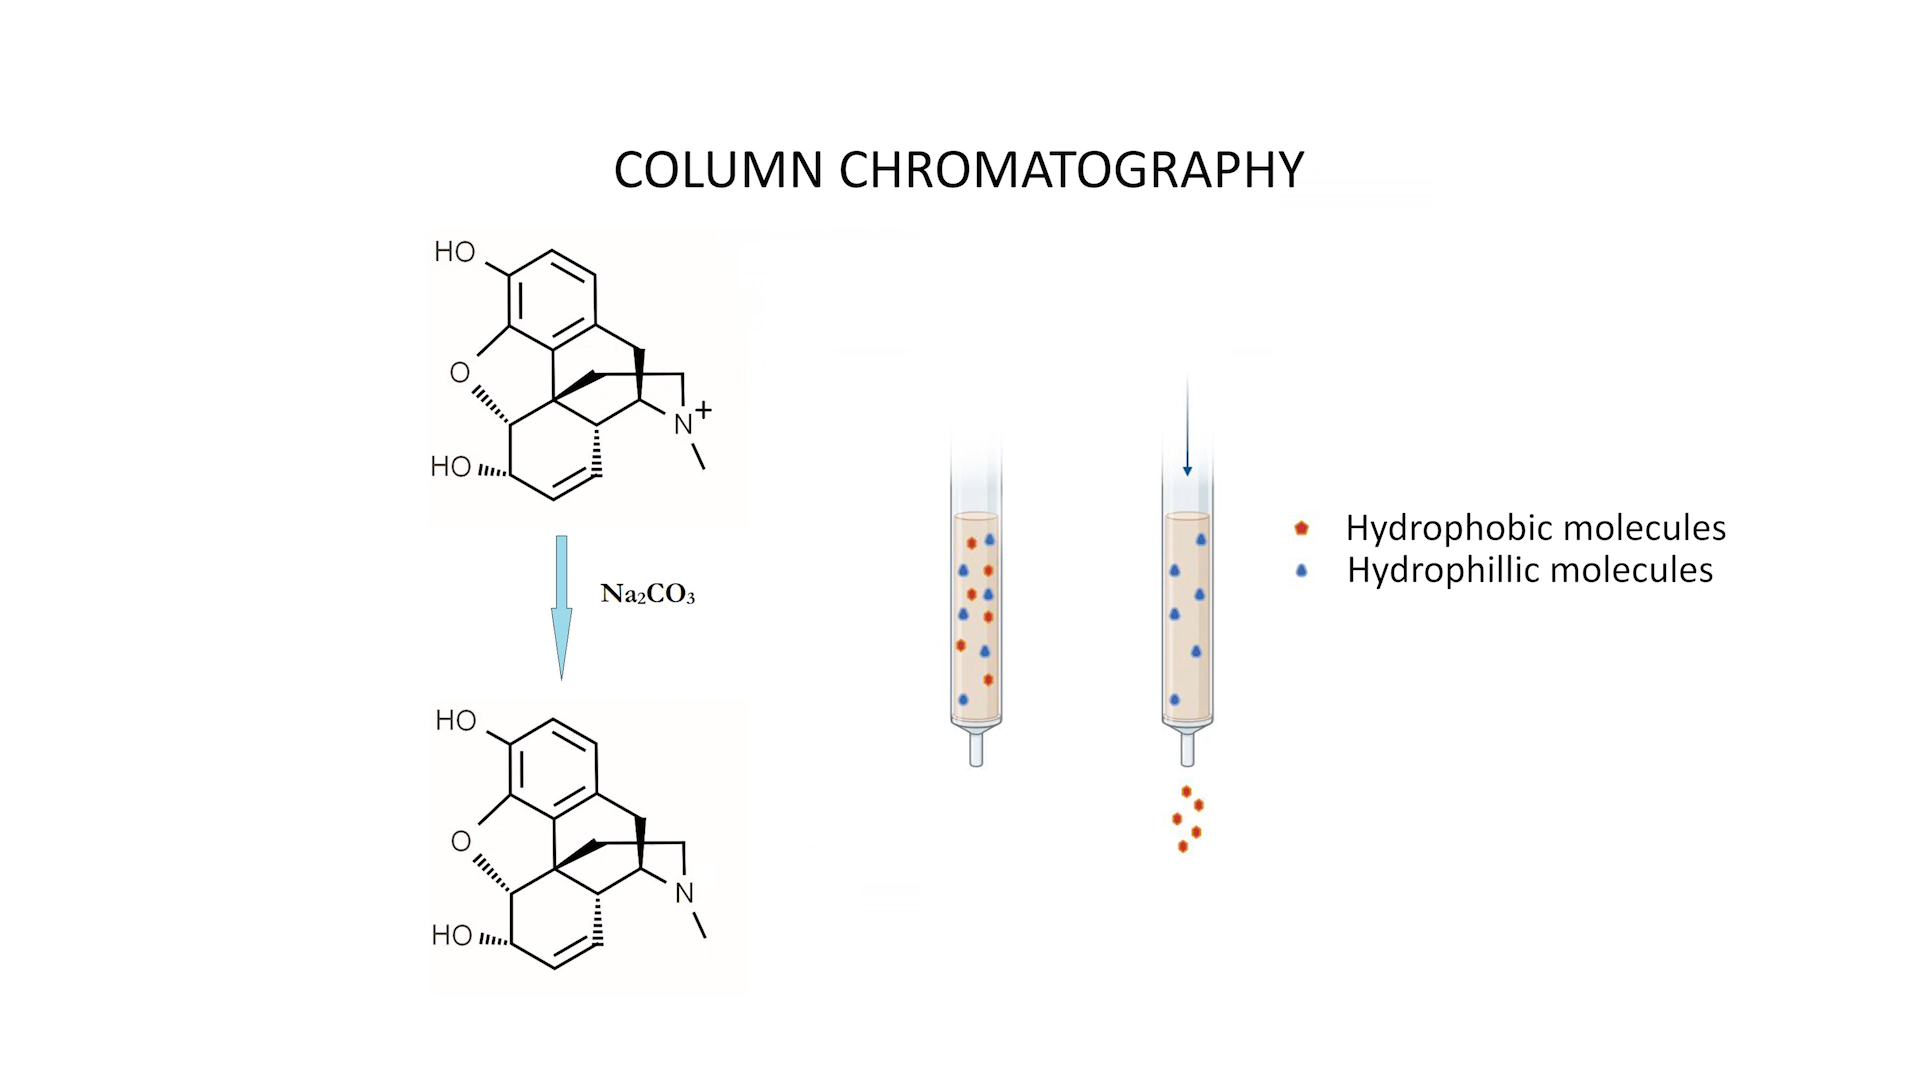 COLUMN CHROMATOGRAPHY
HO
O
N+
HO
Na₂CO₃
HO
O
N
HO
Hydrophobic molecules
Hydrophillic molecules